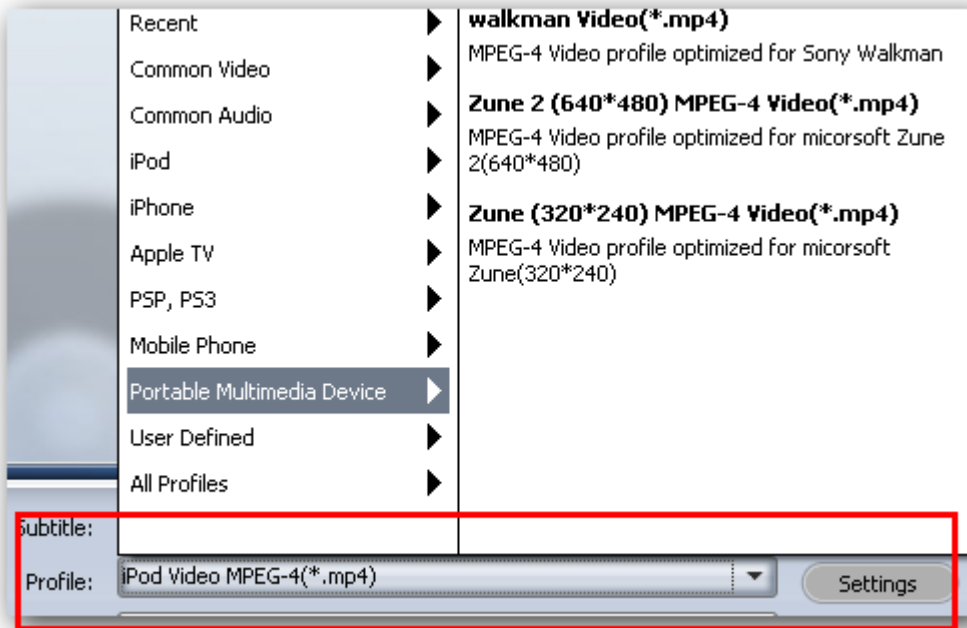 Recent
Common Video
Common Audio
iPod
iPhone
Apple TV
PSP, PS3
Mobile Phone
Portable Multimedia Device
User Defined
All Profiles
walkman Video(*.mp4)
MPEG-4 Video profile optimized for Sony Walkman
Zune 2 (640*480) MPEG-4 Video(*.mp4)
MPEG-4 Video profile optimized for micorsoft Zune
2(640*480)
Zune (320*240) MPEG-4 Video(*.mp4)
MPEG-4 Video profile optimized for micorsoft
Zune(320*240)
Subtitle:
Profile: iPod Video MPEG-4(*.mp4) Settings